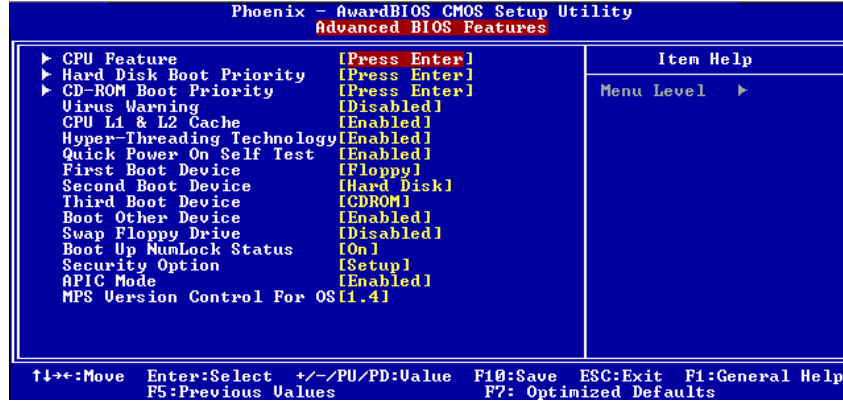 Phoenix - AwardBIOS CMOS Setup Utility
Advanced BIOS Features
▶ CPU Feature [Press Enter]
▶ Hard Disk Boot Priority [Press Enter]
▶ CD-ROM Boot Priority [Press Enter]
Virus Warning [Disabled]
CPU L1 & L2 Cache [Enabled]
Hyper-Threading Technology[Enabled]
Quick Power On Self Test [Enabled]
First Boot Device [Floppy]
Second Boot Device [Hard Disk]
Third Boot Device [CDROM]
Boot Other Device [Enabled]
Swap Floppy Drive [Disabled]
Boot Up NumLock Status [On]
Security Option [Setup]
APIC Mode [Enabled]
MPS Version Control For OS[1.4]
Item Help
Menu Level ▶
↑↓→←:Move Enter:Select +/-/PU/PD:Value F10:Save ESC:Exit F1:General Help
F5:Previous Values F7: Optimized Defaults